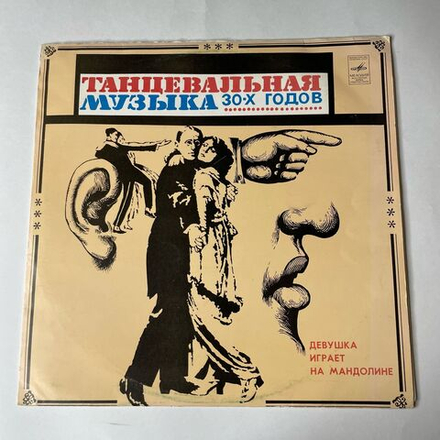 ТАНЦЕВАЛЬНАЯ
МУЗЫКА 30-Х ГОДОВ
ДЕВУШКА
ИГРАЕТ
НА МАНДОЛИНЕ